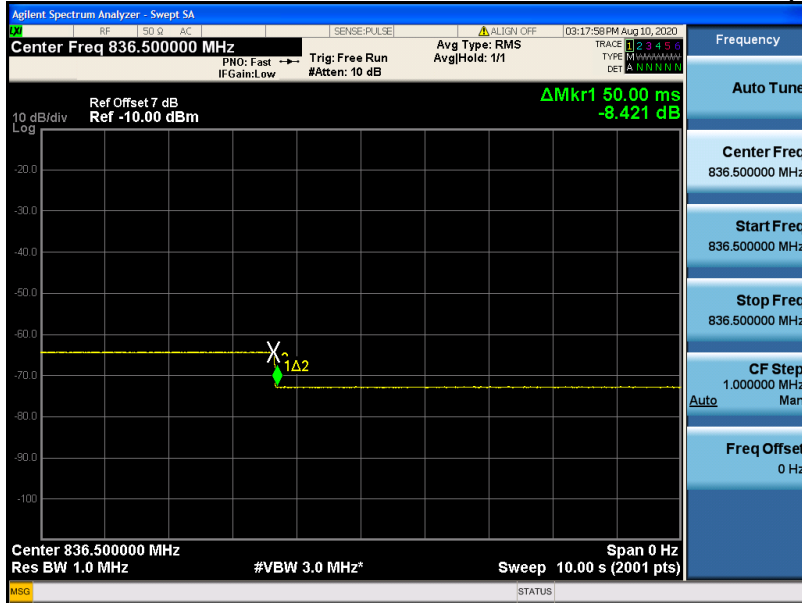 Agilent Spectrum Analyzer - Swept SA
LXI RF 50 Ω AC SENSE:PULSE ALIGN OFF 03:17:58 PM Aug 10, 2020
Center Freq 836.500000 MHz
PNO: Fast
IFGain:Low
Trig: Free Run
#Atten: 10 dB
Avg Type: RMS
Avg|Hold: 1/1
TRACE 1 2 3 4 5 6
TYPE M
DET A N N N N N
Frequency
ΔMkr1 50.00 ms
-8.421 dB
Ref Offset 7 dB
10 dB/div Ref -10.00 dBm
Log
-20.0
-30.0
-40.0
-50.0
-60.0
-70.0
-80.0
-90.0
-100
1Δ2
Center 836.500000 MHz Span 0 Hz
Res BW 1.0 MHz #VBW 3.0 MHz* Sweep 10.00 s (2001 pts)
MSG STATUS
Auto Tune
Center Freq
836.500000 MHz
Start Freq
836.500000 MHz
Stop Freq
836.500000 MHz
CF Step
1.000000 MHz
Auto Man
Freq Offset
0 Hz